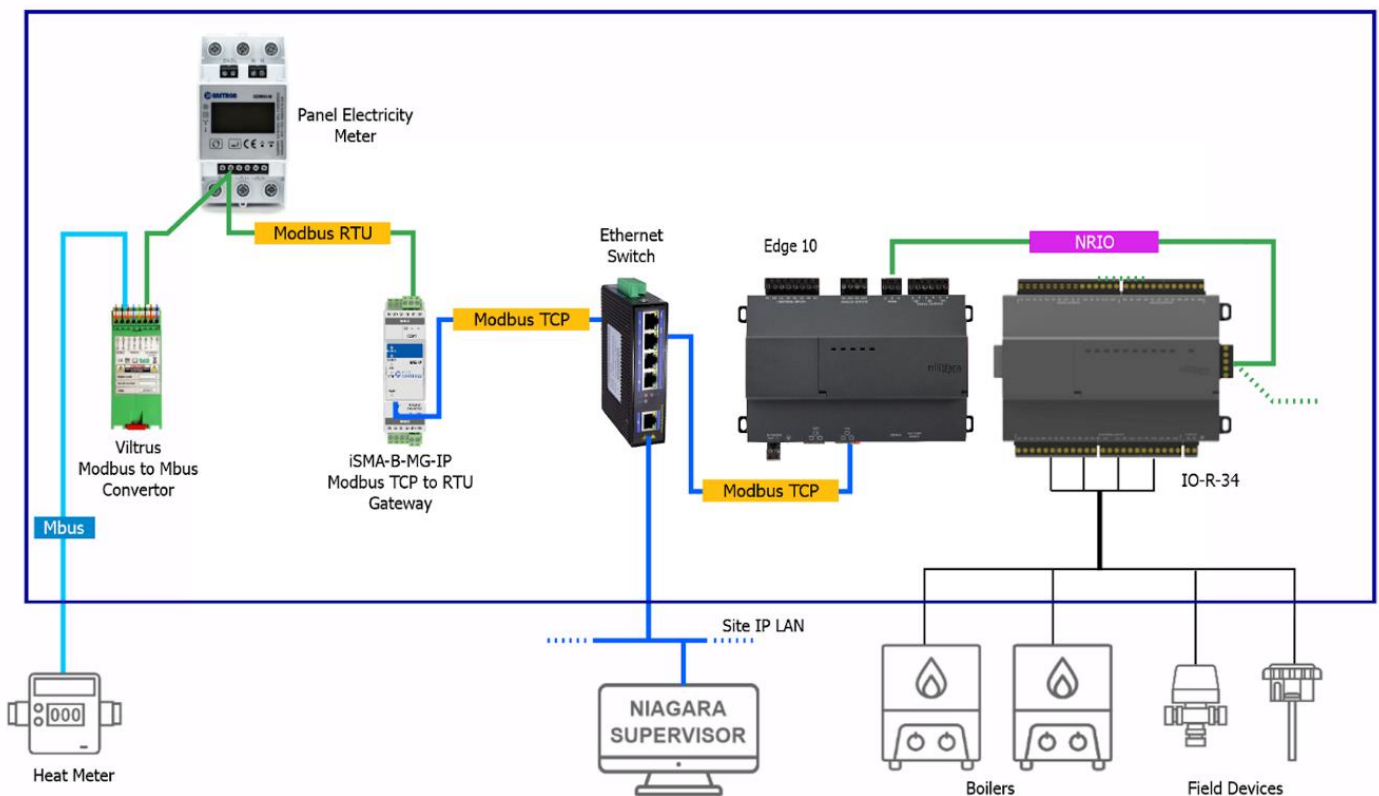 Panel Electricity
Meter
Modbus RTU
Ethernet
Switch
Edge 10
NRIO
Modbus TCP
Viltrus
Modbus to Mbus
Convertor
iSMA-B-MG-IP
Modbus TCP to RTU
Gateway
Modbus TCP
IO-R-34
Mbus
Site IP LAN
000
NIAGARA
SUPERVISOR
Heat Meter
Boilers
Field Devices